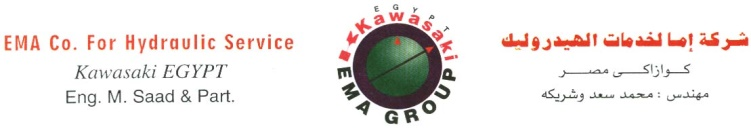 EMA Co. For Hydraulic Service
Kawasaki EGYPT
Eng. M. Saad & Part.
EGYPT
Kawasaki
EMA GROUP
شركة إما لخدمات الهيدروليك
كوازاكى مصر
مهندس : محمد سعد وشريكه